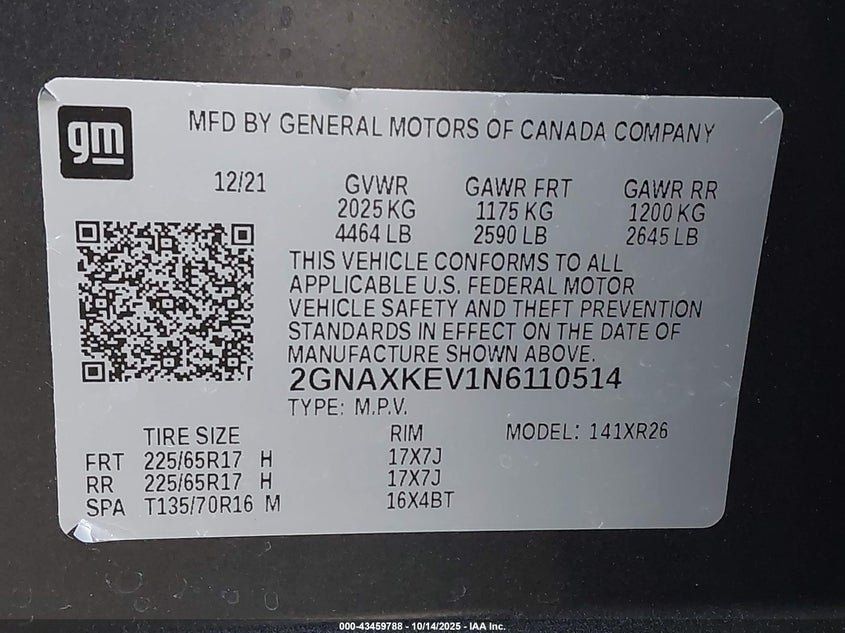 gm
MFD BY GENERAL MOTORS OF CANADA COMPANY
12/21 GVWR GAWR FRT GAWR RR
2025 KG 1175 KG 1200 KG
4464 LB 2590 LB 2645 LB
THIS VEHICLE CONFORMS TO ALL
APPLICABLE U.S. FEDERAL MOTOR
VEHICLE SAFETY AND THEFT PREVENTION
STANDARDS IN EFFECT ON THE DATE OF
MANUFACTURE SHOWN ABOVE.
2GNAXKEV1N6110514
TYPE: M.P.V.
TIRE SIZE RIM MODEL: 141XR26
FRT 225/65R17 H 17X7J
RR 225/65R17 H 17X7J
SPA T135/70R16 M 16X4BT
000-43459788 - 10/14/2025 - IAA Inc.